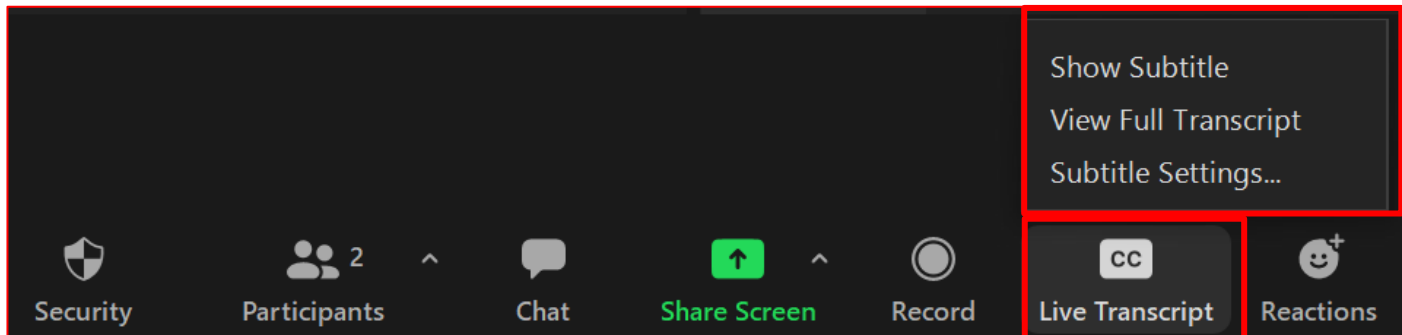 Show Subtitle
View Full Transcript
Subtitle Settings...
2
CC
Security
Participants
Chat
Share Screen
Record
Live Transcript
Reactions